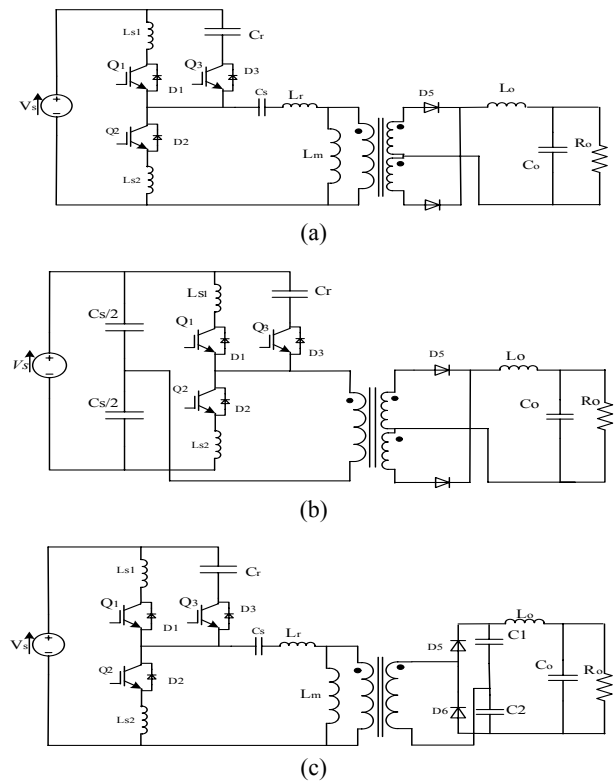 Ls1
Cr
Q1
Q3
D1
D3
Cs
Lr
D5
Lo
Vs
Q2
D2
Lm
Co
Ro
Ls2
(a)
Cs/2
Ls1
Cr
Q1
Q3
D1
D3
D5
Lo
Vs
Cs/2
Q2
D2
Co
Ro
Ls2
(b)
Ls1
Cr
Q1
Q3
D1
D3
Cs
Lr
D5
C1
Lo
Vs
Q2
D2
Lm
Co
Ro
D6
C2
Ls2
(c)